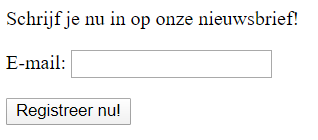 Schrijf je nu in op onze nieuwsbrief!
E-mail:
Registreer nu!